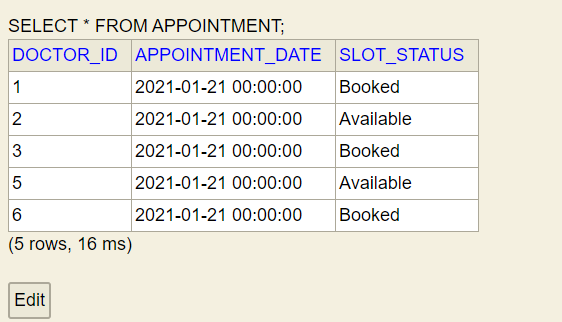 SELECT * FROM APPOINTMENT;
DOCTOR_ID APPOINTMENT_DATE SLOT_STATUS
1 2021-01-21 00:00:00 Booked
2 2021-01-21 00:00:00 Available
3 2021-01-21 00:00:00 Booked
5 2021-01-21 00:00:00 Available
6 2021-01-21 00:00:00 Booked
(5 rows, 16 ms)
Edit